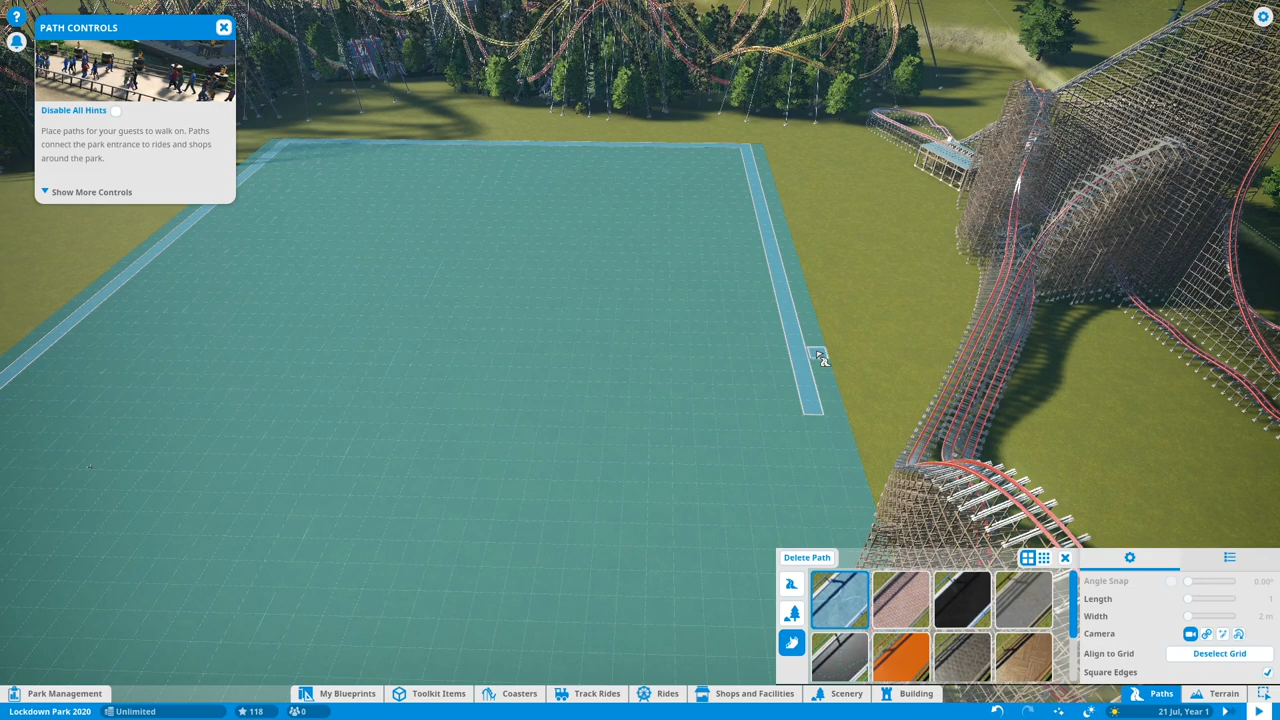 ?
PATH CONTROLS
Disable All Hints
Place paths for your guests to walk on. Paths
connect the park entrance to rides and shops
around the park.
Show More Controls
Delete Path
Angle Snap 0.00°
Length 1
Width 2 m
Camera
Align to Grid Deselect Grid
Square Edges
Park Management
My Blueprints
Toolkit Items
Coasters
Track Rides
Rides
Shops and Facilities
Scenery
Building
Paths
Terrain
Lockdown Park 2020
Unlimited
118
0
21 Jul, Year 1